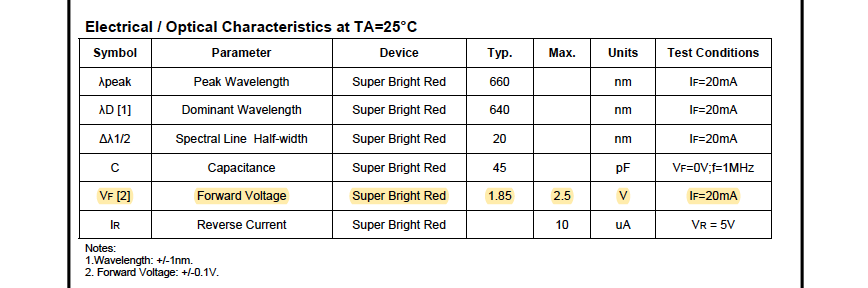 Electrical / Optical Characteristics at TA=25°C
Symbol Parameter Device Typ. Max. Units Test Conditions
λpeak Peak Wavelength Super Bright Red 660 nm IF=20mA
λD [1] Dominant Wavelength Super Bright Red 640 nm IF=20mA
Δλ1/2 Spectral Line Half-width Super Bright Red 20 nm IF=20mA
C Capacitance Super Bright Red 45 pF VF=0V;f=1MHz
VF [2] Forward Voltage Super Bright Red 1.85 2.5 V IF=20mA
IR Reverse Current Super Bright Red 10 uA VR = 5V
Notes:
1.Wavelength: +/-1nm.
2. Forward Voltage: +/-0.1V.